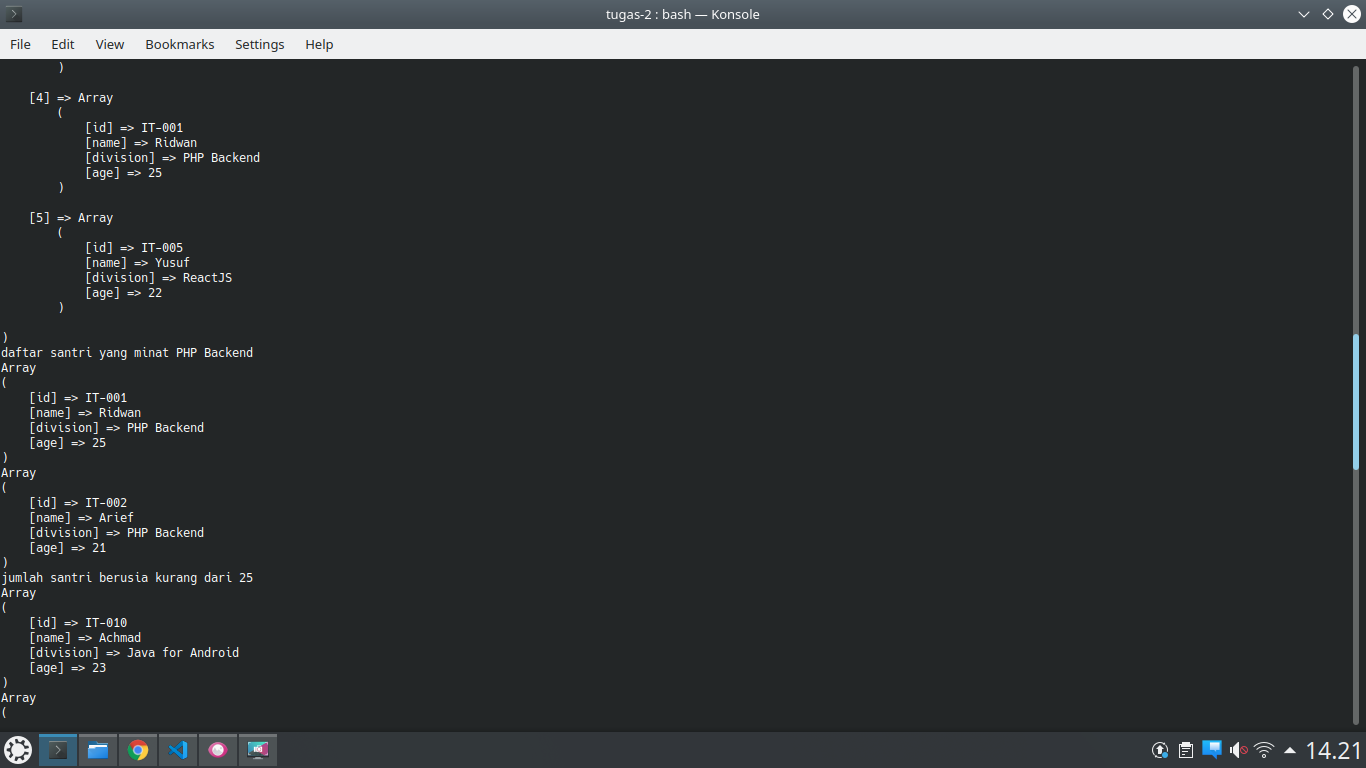 tugas-2 : bash — Konsole
File Edit View Bookmarks Settings Help
        )

    [4] => Array
        (
            [id] => IT-001
            [name] => Ridwan
            [division] => PHP Backend
            [age] => 25
        )

    [5] => Array
        (
            [id] => IT-005
            [name] => Yusuf
            [division] => ReactJS
            [age] => 22
        )

)
daftar santri yang minat PHP Backend
Array
(
    [id] => IT-001
    [name] => Ridwan
    [division] => PHP Backend
    [age] => 25
)
Array
(
    [id] => IT-002
    [name] => Arief
    [division] => PHP Backend
    [age] => 21
)
jumlah santri berusia kurang dari 25
Array
(
    [id] => IT-010
    [name] => Achmad
    [division] => Java for Android
    [age] => 23
)
Array
(
14.21